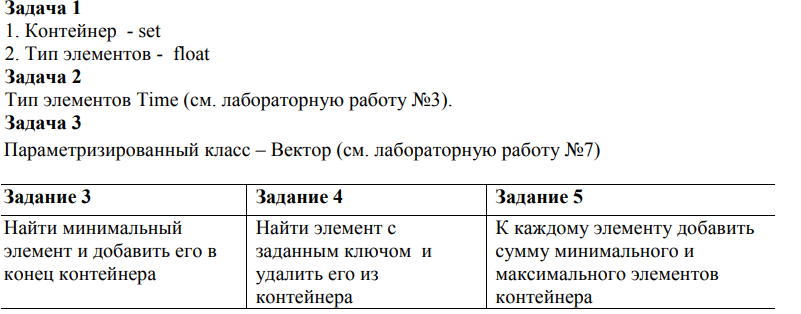 Задача 1
1. Контейнер - set
2. Тип элементов - float
Задача 2
Тип элементов Time (см. лабораторную работу №3).
Задача 3
Параметризированный класс – Вектор (см. лабораторную работу №7)
Задание 3
Найти минимальный
элемент и добавить его в
конец контейнера
Задание 4
Найти элемент с
заданным ключом и
удалить его из
контейнера
Задание 5
К каждому элементу добавить
сумму минимального и
максимального элементов
контейнера